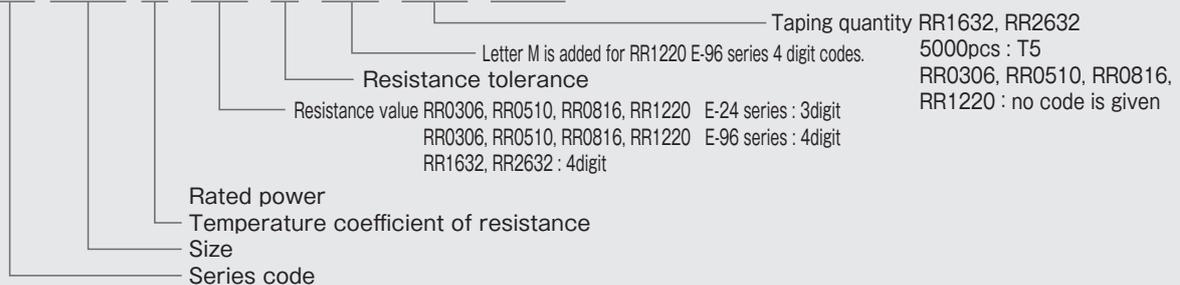 Taping quantity RR1632, RR2632
5000pcs : T5
RR0306, RR0510, RR0816,
RR1220 : no code is given
Letter M is added for RR1220 E-96 series 4 digit codes.
Resistance tolerance
Resistance value RR0306, RR0510, RR0816, RR1220 E-24 series : 3digit
RR0306, RR0510, RR0816, RR1220 E-96 series : 4digit
RR1632, RR2632 : 4digit
Rated power
Temperature coefficient of resistance
Size
Series code